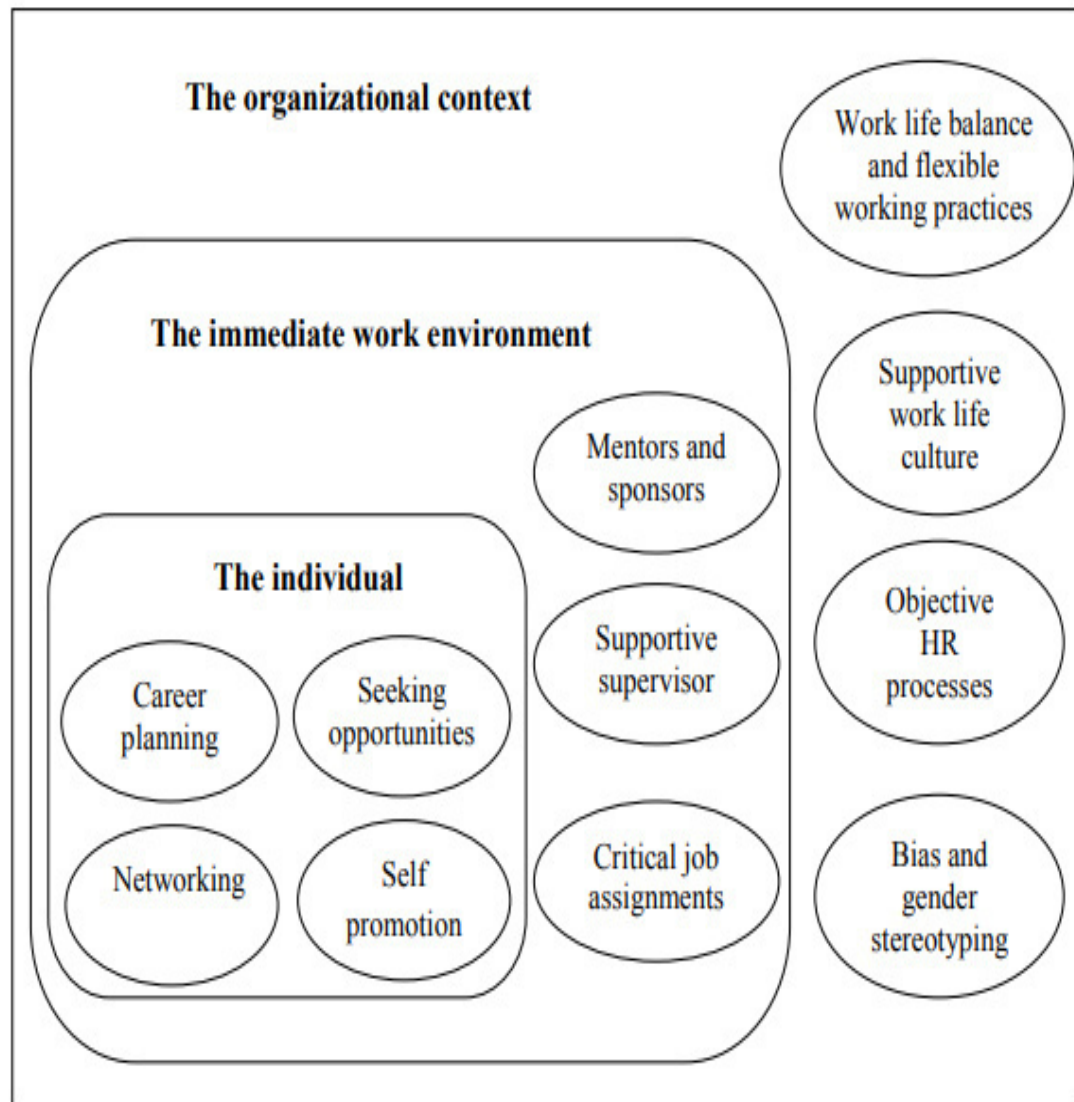 The organizational context
Work life balance
and flexible
working practices
The immediate work environment
Supportive
work life
culture
Mentors and
sponsors
The individual
Objective
HR
processes
Supportive
supervisor
Career
planning
Seeking
opportunities
Networking
Self
promotion
Critical job
assignments
Bias and
gender
stereotyping